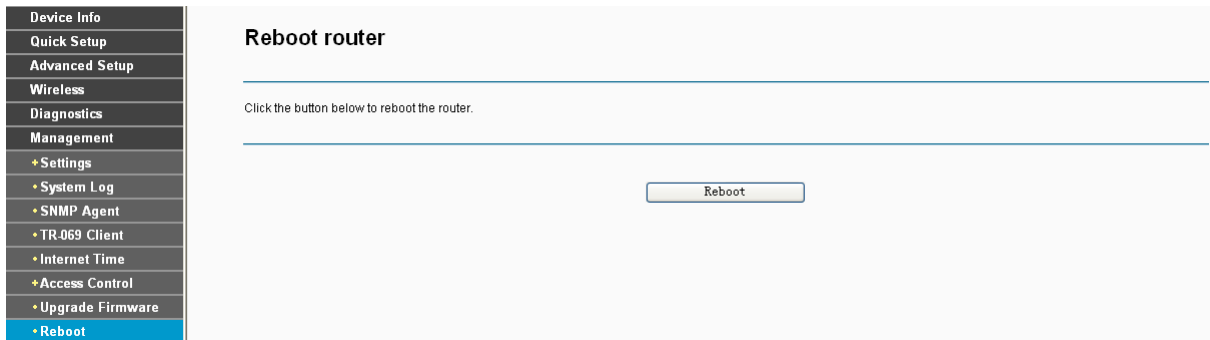 Device Info
Quick Setup
Advanced Setup
Wireless
Diagnostics
Management
+Settings
•System Log
•SNMP Agent
•TR-069 Client
•Internet Time
+Access Control
•Upgrade Firmware
•Reboot
Reboot router
Click the button below to reboot the router.
Reboot